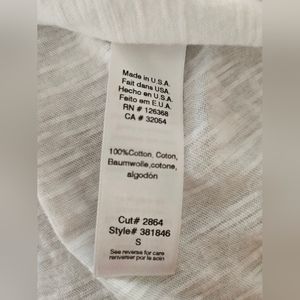 Made in U.S.A.
Fait dans USA.
Hecho en U.S.A.
Feito em E.U.A.
RN # 126368
CA # 32054
100%Cotton, Coton,
Baumwolle,cotone,
algodón
Cut# 2864
Style# 381846
S
See reverse for care
renverser por le soin